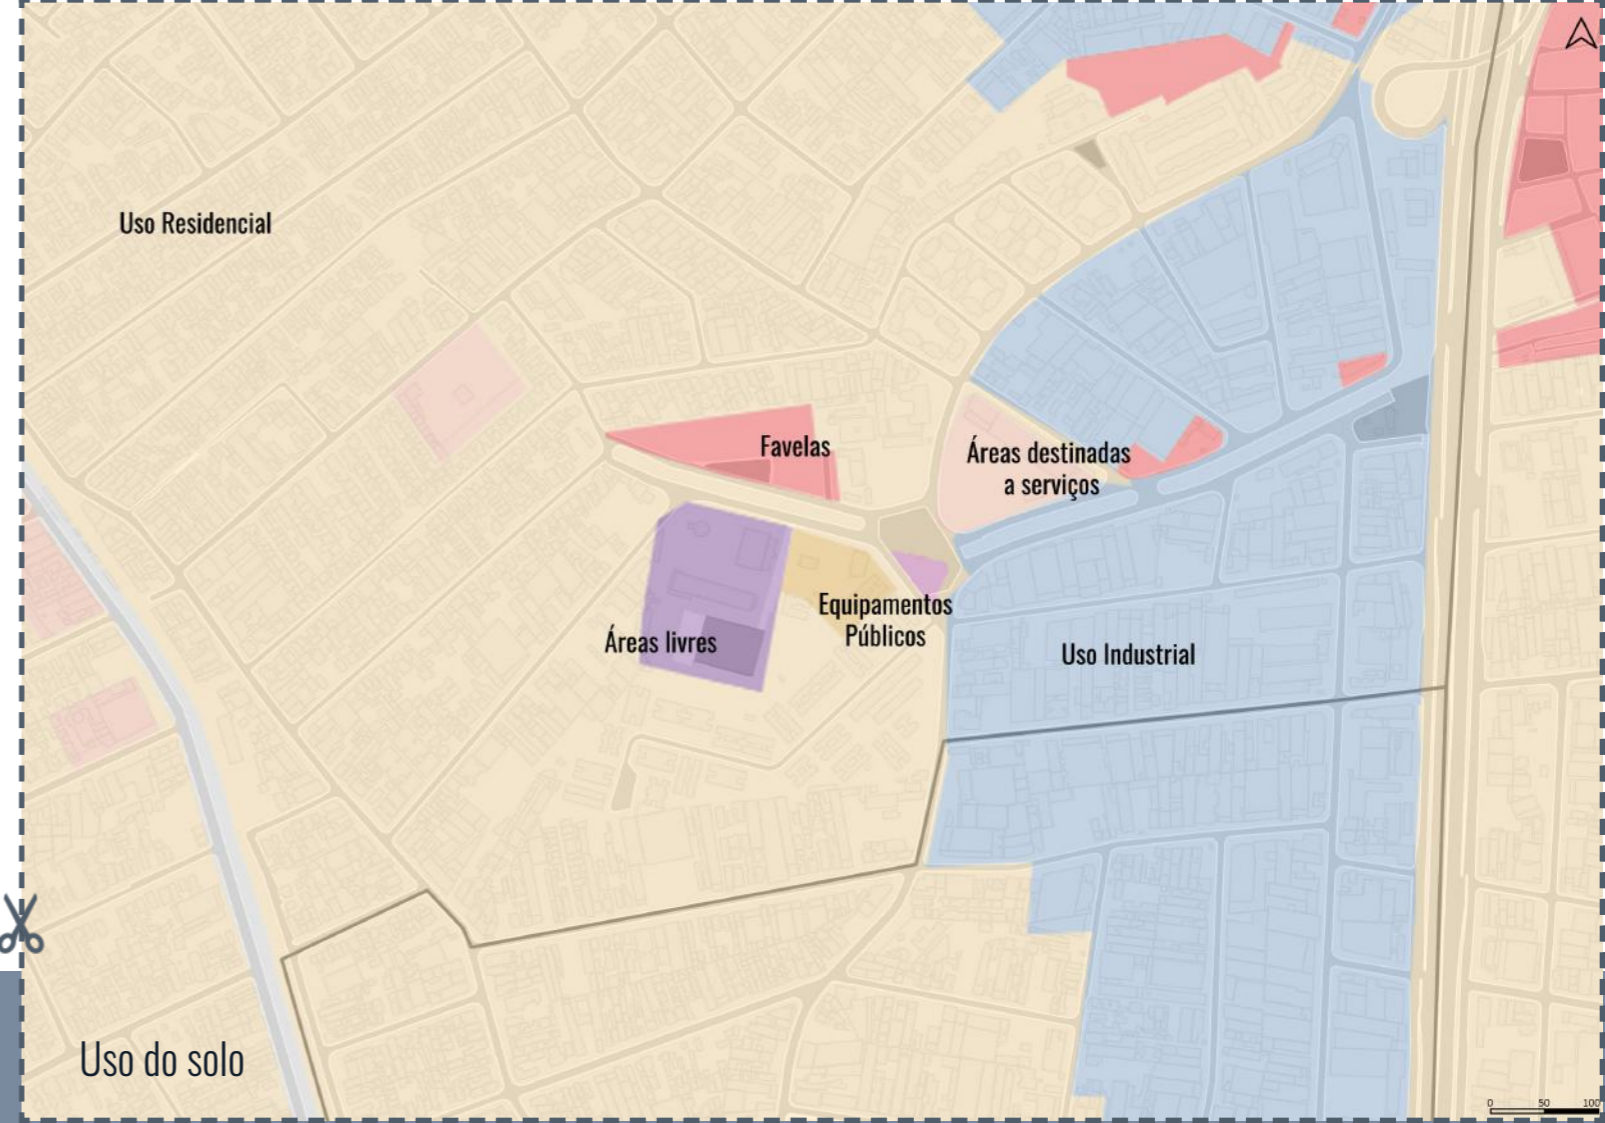 Uso Residencial
Favelas
Áreas destinadas
a serviços
Equipamentos
Públicos
Áreas livres
Uso Industrial
Uso do solo
0 50 100